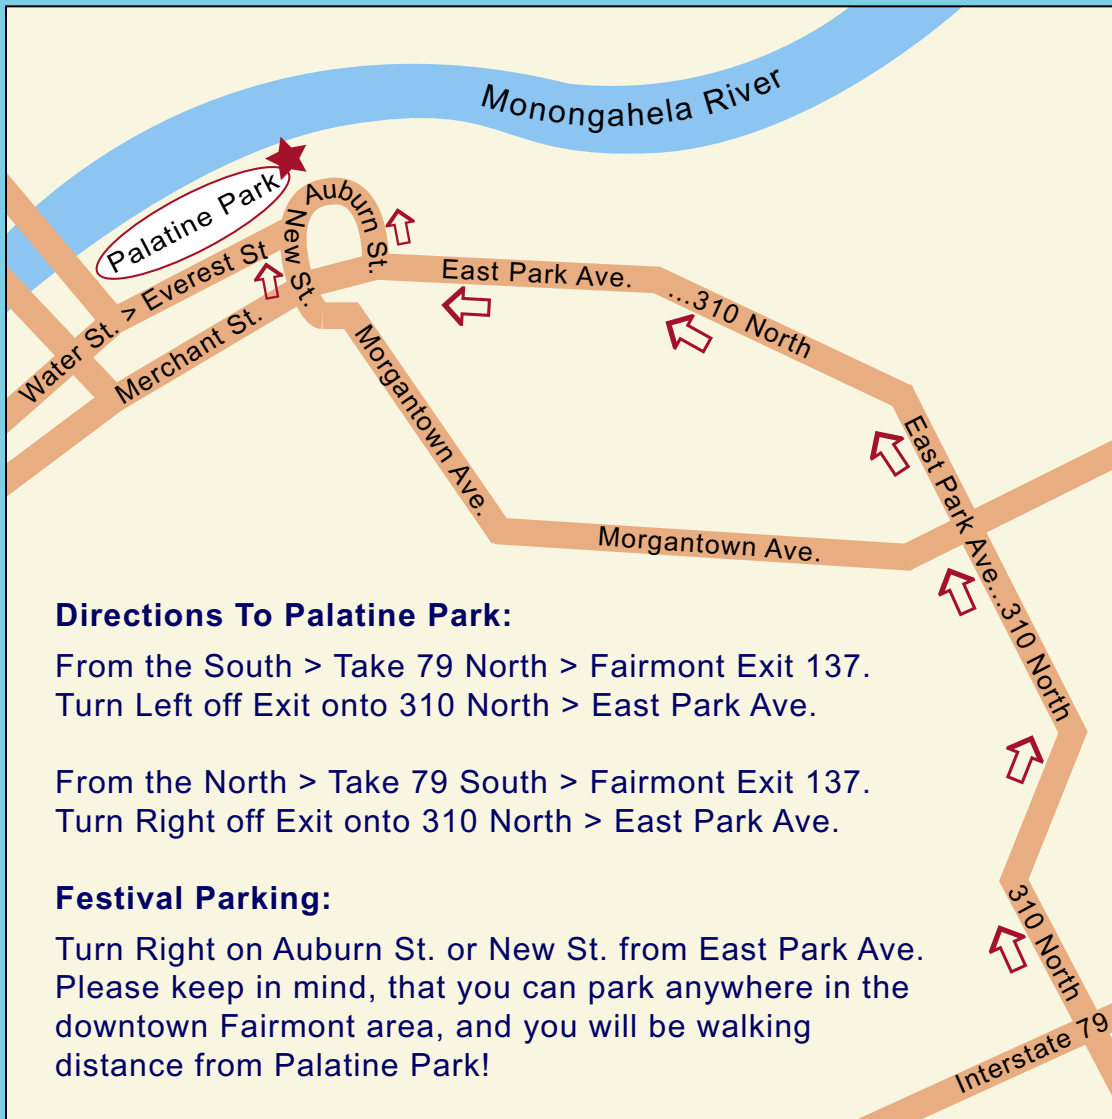 Monongahela River
Palatine Park
Auburn St.
New St.
Water St. > Everest St
Merchant St.
East Park Ave.
...310 North
Morgantown Ave.
East Park Ave...310 North
Morgantown Ave.
Directions To Palatine Park:
From the South > Take 79 North > Fairmont Exit 137.
Turn Left off Exit onto 310 North > East Park Ave.
From the North > Take 79 South > Fairmont Exit 137.
Turn Right off Exit onto 310 North > East Park Ave.
Festival Parking:
Turn Right on Auburn St. or New St. from East Park Ave.
Please keep in mind, that you can park anywhere in the
downtown Fairmont area, and you will be walking
distance from Palatine Park!
310 North
Interstate 79